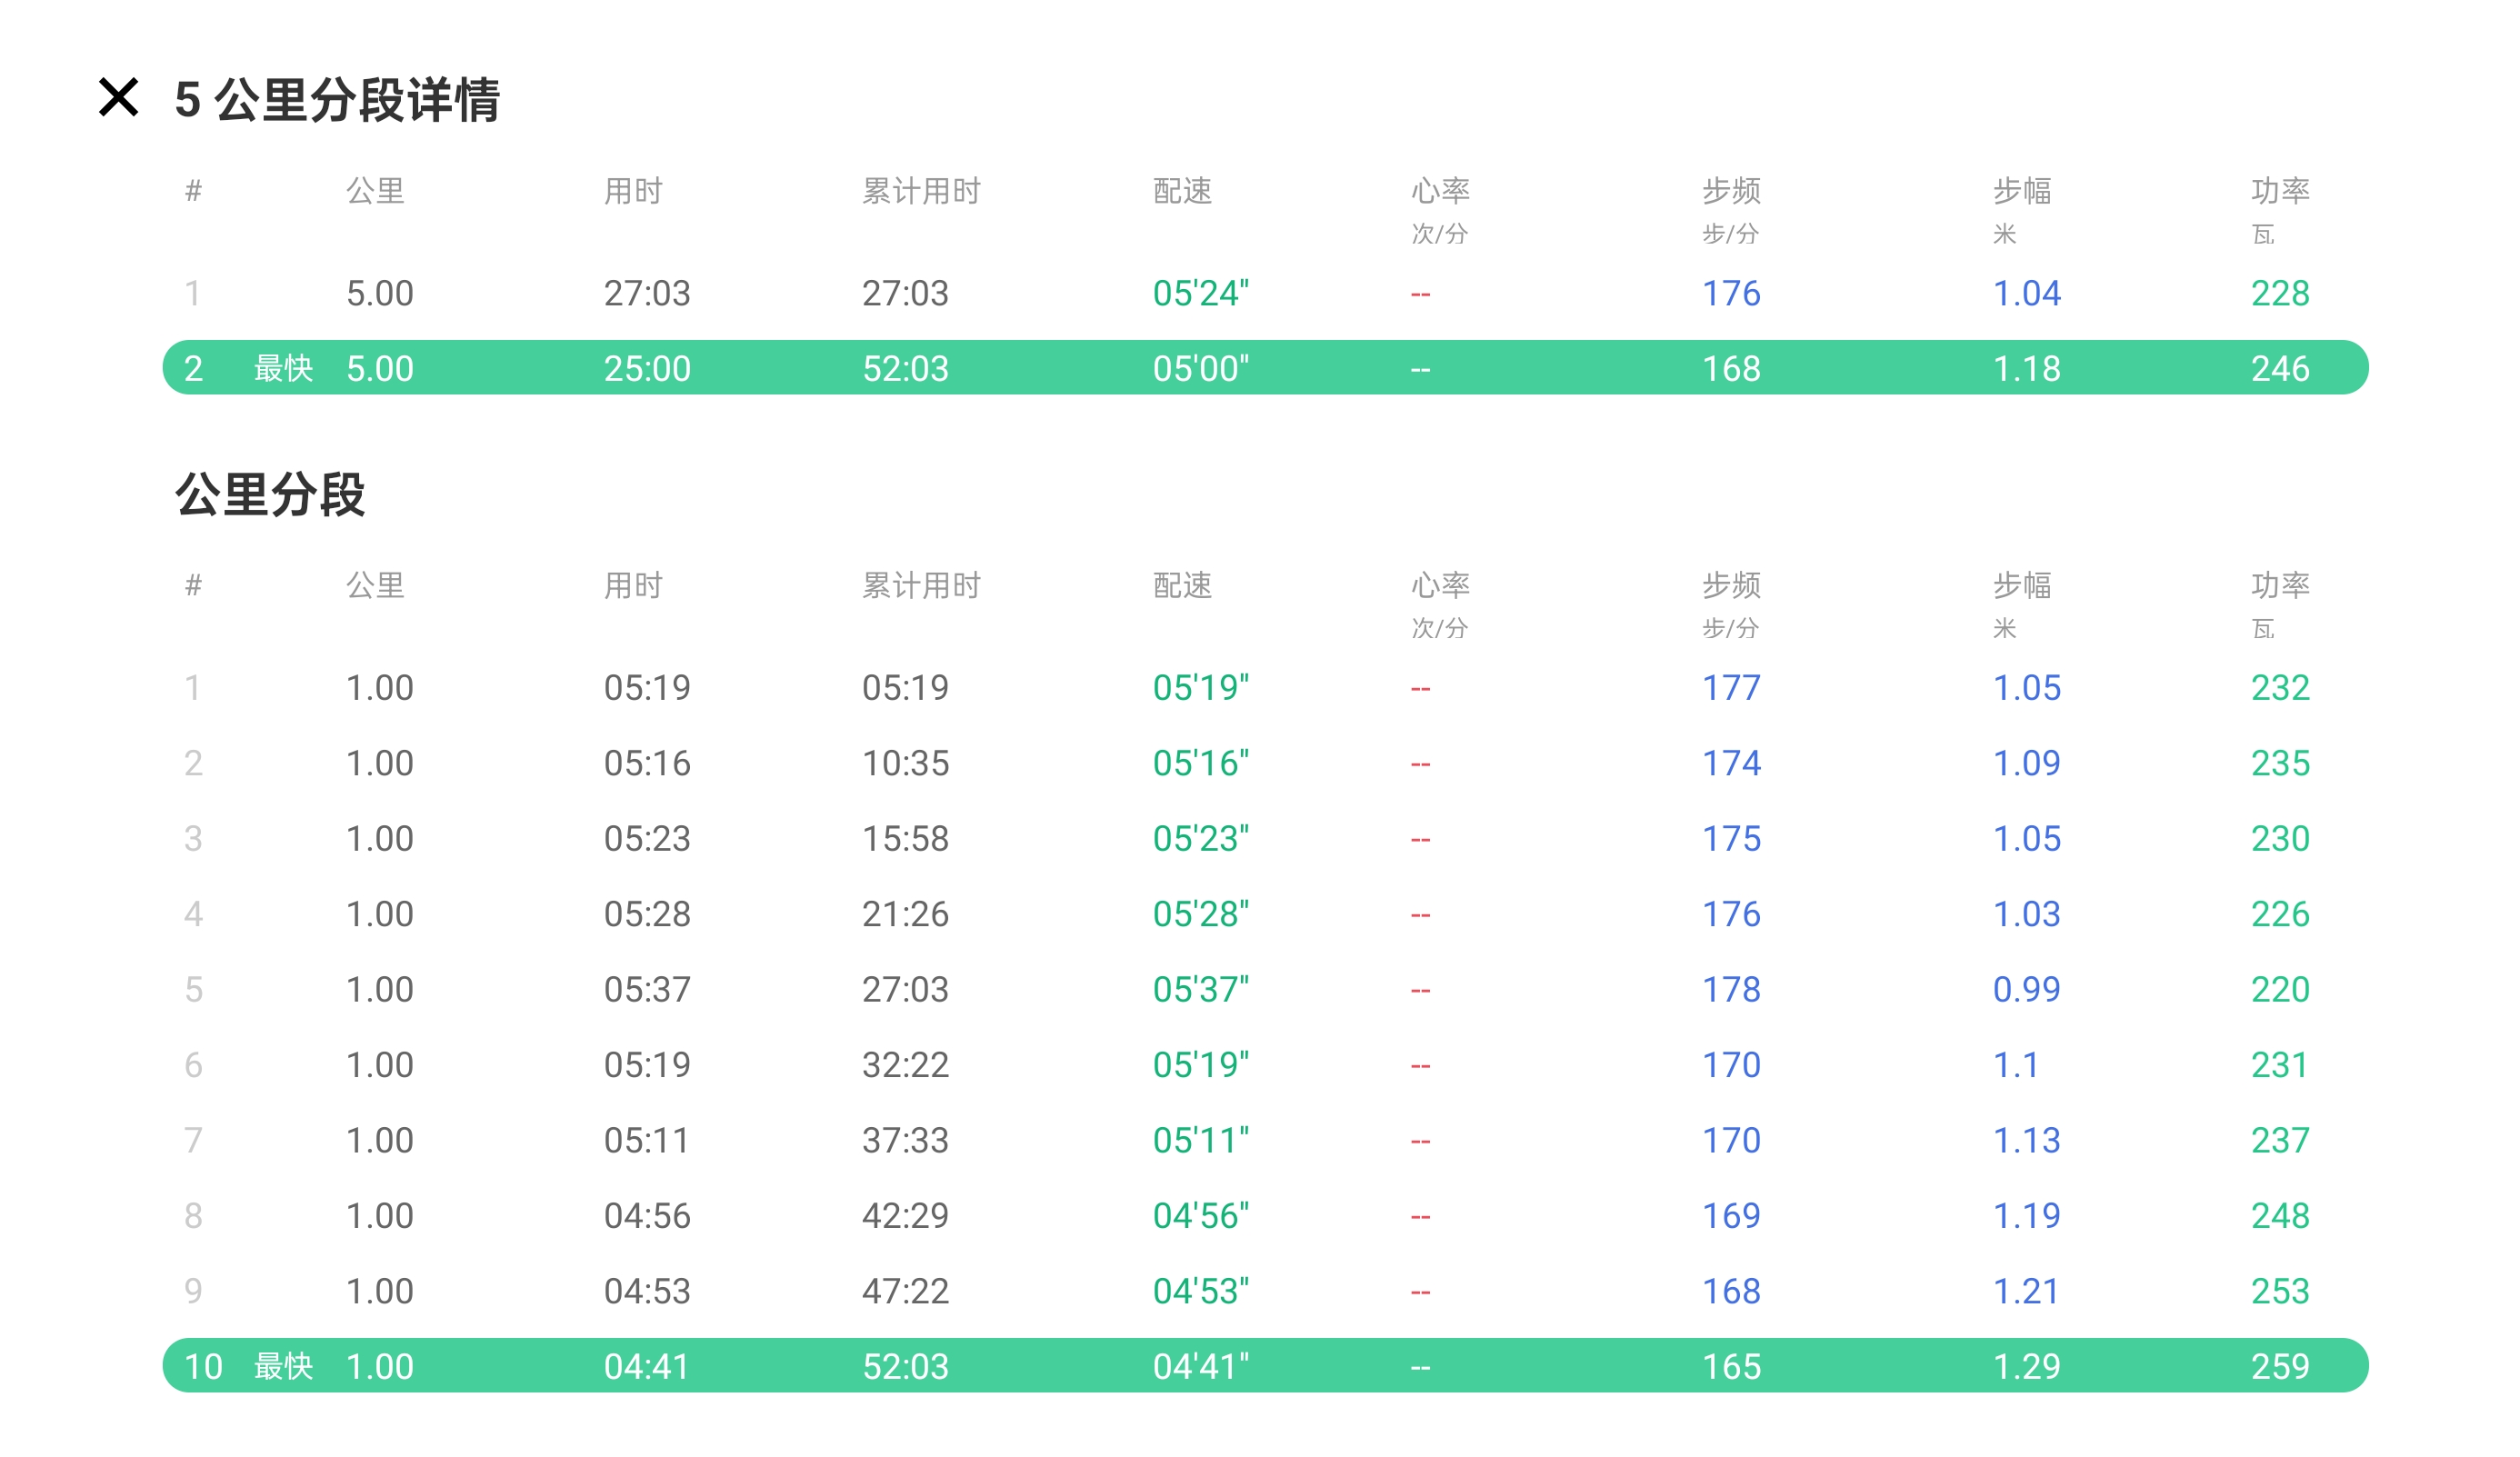 5 公里分段详情
# 公里 用时 累计用时 配速 心率 步频 步幅 功率
次/分 步/分 米 瓦
1 5.00 27:03 27:03 05'24" -- 176 1.04 228
2 最快 5.00 25:00 52:03 05'00" -- 168 1.18 246
公里分段
# 公里 用时 累计用时 配速 心率 步频 步幅 功率
次/分 步/分 米 瓦
1 1.00 05:19 05:19 05'19" -- 177 1.05 232
2 1.00 05:16 10:35 05'16" -- 174 1.09 235
3 1.00 05:23 15:58 05'23" -- 175 1.05 230
4 1.00 05:28 21:26 05'28" -- 176 1.03 226
5 1.00 05:37 27:03 05'37" -- 178 0.99 220
6 1.00 05:19 32:22 05'19" -- 170 1.1 231
7 1.00 05:11 37:33 05'11" -- 170 1.13 237
8 1.00 04:56 42:29 04'56" -- 169 1.19 248
9 1.00 04:53 47:22 04'53" -- 168 1.21 253
10 最快 1.00 04:41 52:03 04'41" -- 165 1.29 259